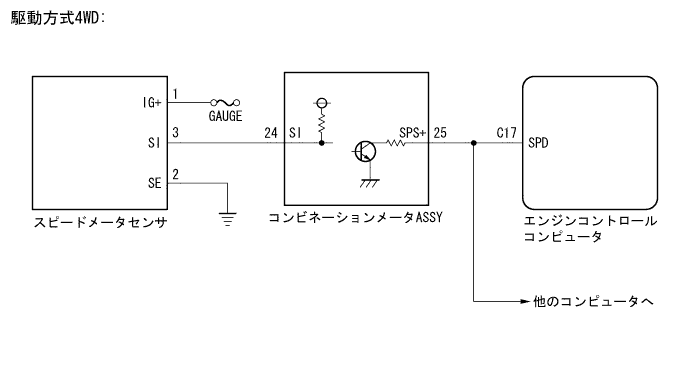 駆動方式4WD:
IG+
1
GAUGE
SI
3
24
SI
SPS+
25
C17
SPD
SE
2
スピードメータセンサ
コンビネーションメータASSY
エンジンコントロール
コンピュータ
他のコンピュータへ